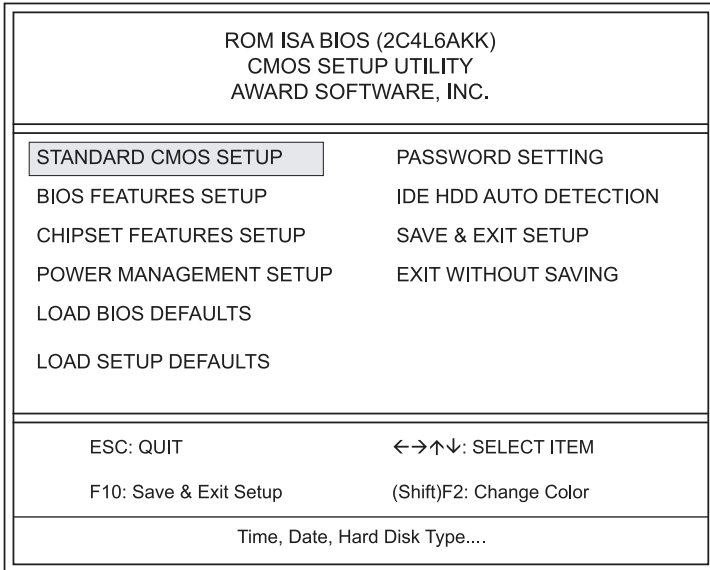 ROM ISA BIOS (2C4L6AKK)
CMOS SETUP UTILITY
AWARD SOFTWARE, INC.
STANDARD CMOS SETUP
PASSWORD SETTING
BIOS FEATURES SETUP
IDE HDD AUTO DETECTION
CHIPSET FEATURES SETUP
SAVE & EXIT SETUP
POWER MANAGEMENT SETUP
EXIT WITHOUT SAVING
LOAD BIOS DEFAULTS
LOAD SETUP DEFAULTS
ESC: QUIT
←→↑↓: SELECT ITEM
F10: Save & Exit Setup
(Shift)F2: Change Color
Time, Date, Hard Disk Type....